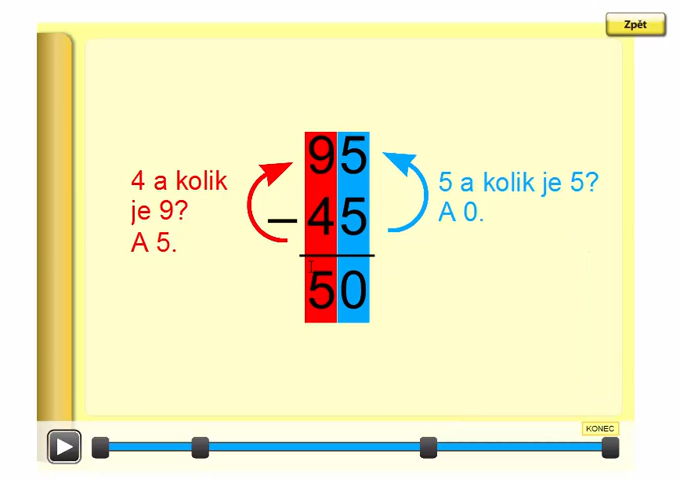 Zpět
95
4 a kolik
je 9?
A 5.
5 a kolik je 5?
A 0.
– 45
50
KONEC